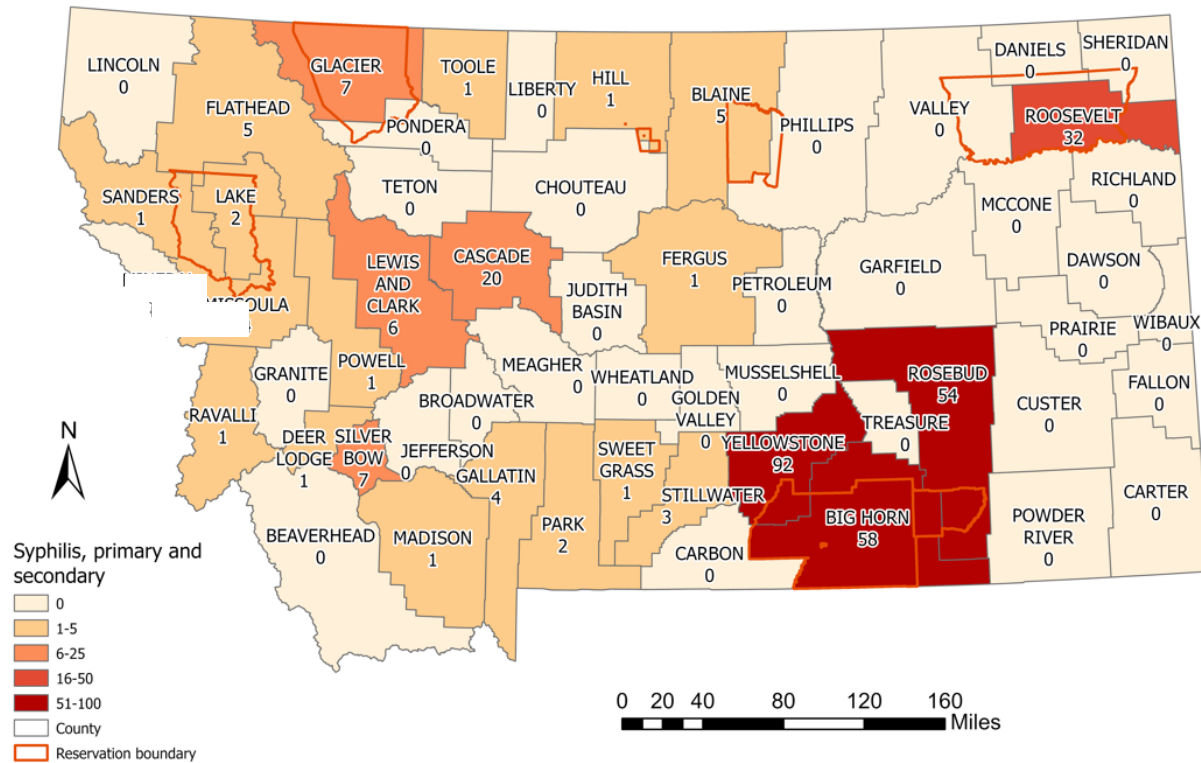 LINCOLN
0
FLATHEAD
5
GLACIER
7
TOOLE
1
LIBERTY
0
HILL
1
BLAINE
5
PHILLIPS
0
VALLEY
0
DANIELS
0
SHERIDAN
0
ROOSEVELT
32
PONDERA
0
TETON
0
CHOUTEAU
0
SANDERS
1
LAKE
2
RICHLAND
0
MCCONE
0
DAWSON
0
GARFIELD
0
LEWIS
AND
CLARK
6
CASCADE
20
JUDITH
BASIN
0
FERGUS
1
PETROLEUM
0
MISSOULA
PRAIRIE
0
WIBAUX
0
POWELL
1
GRANITE
0
MEAGHER
0
WHEATLAND
0
GOLDEN
VALLEY
0
MUSSELSHELL
0
ROSEBUD
54
TREASURE
0
CUSTER
0
FALLON
0
RAVALLI
1
BROADWATER
0
DEER
LODGE
1
SILVER
BOW
7
JEFFERSON
0
GALLATIN
4
SWEET
GRASS
1
STILLWATER
3
YELLOWSTONE
92
BIG HORN
58
CARTER
0
POWDER
RIVER
0
BEAVERHEAD
0
MADISON
1
PARK
2
CARBON
0
N
Syphilis, primary and
secondary
0
1-5
6-25
16-50
51-100
County
Reservation boundary
0 20 40 80 120 160
Miles